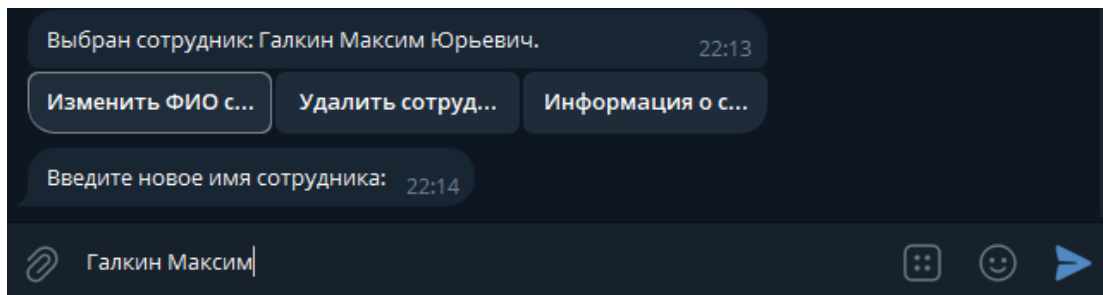 Выбран сотрудник: Галкин Максим Юрьевич. 22:13
Изменить ФИО с... Удалить сотруд... Информация о с...
Введите новое имя сотрудника: 22:14
Галкин Максим